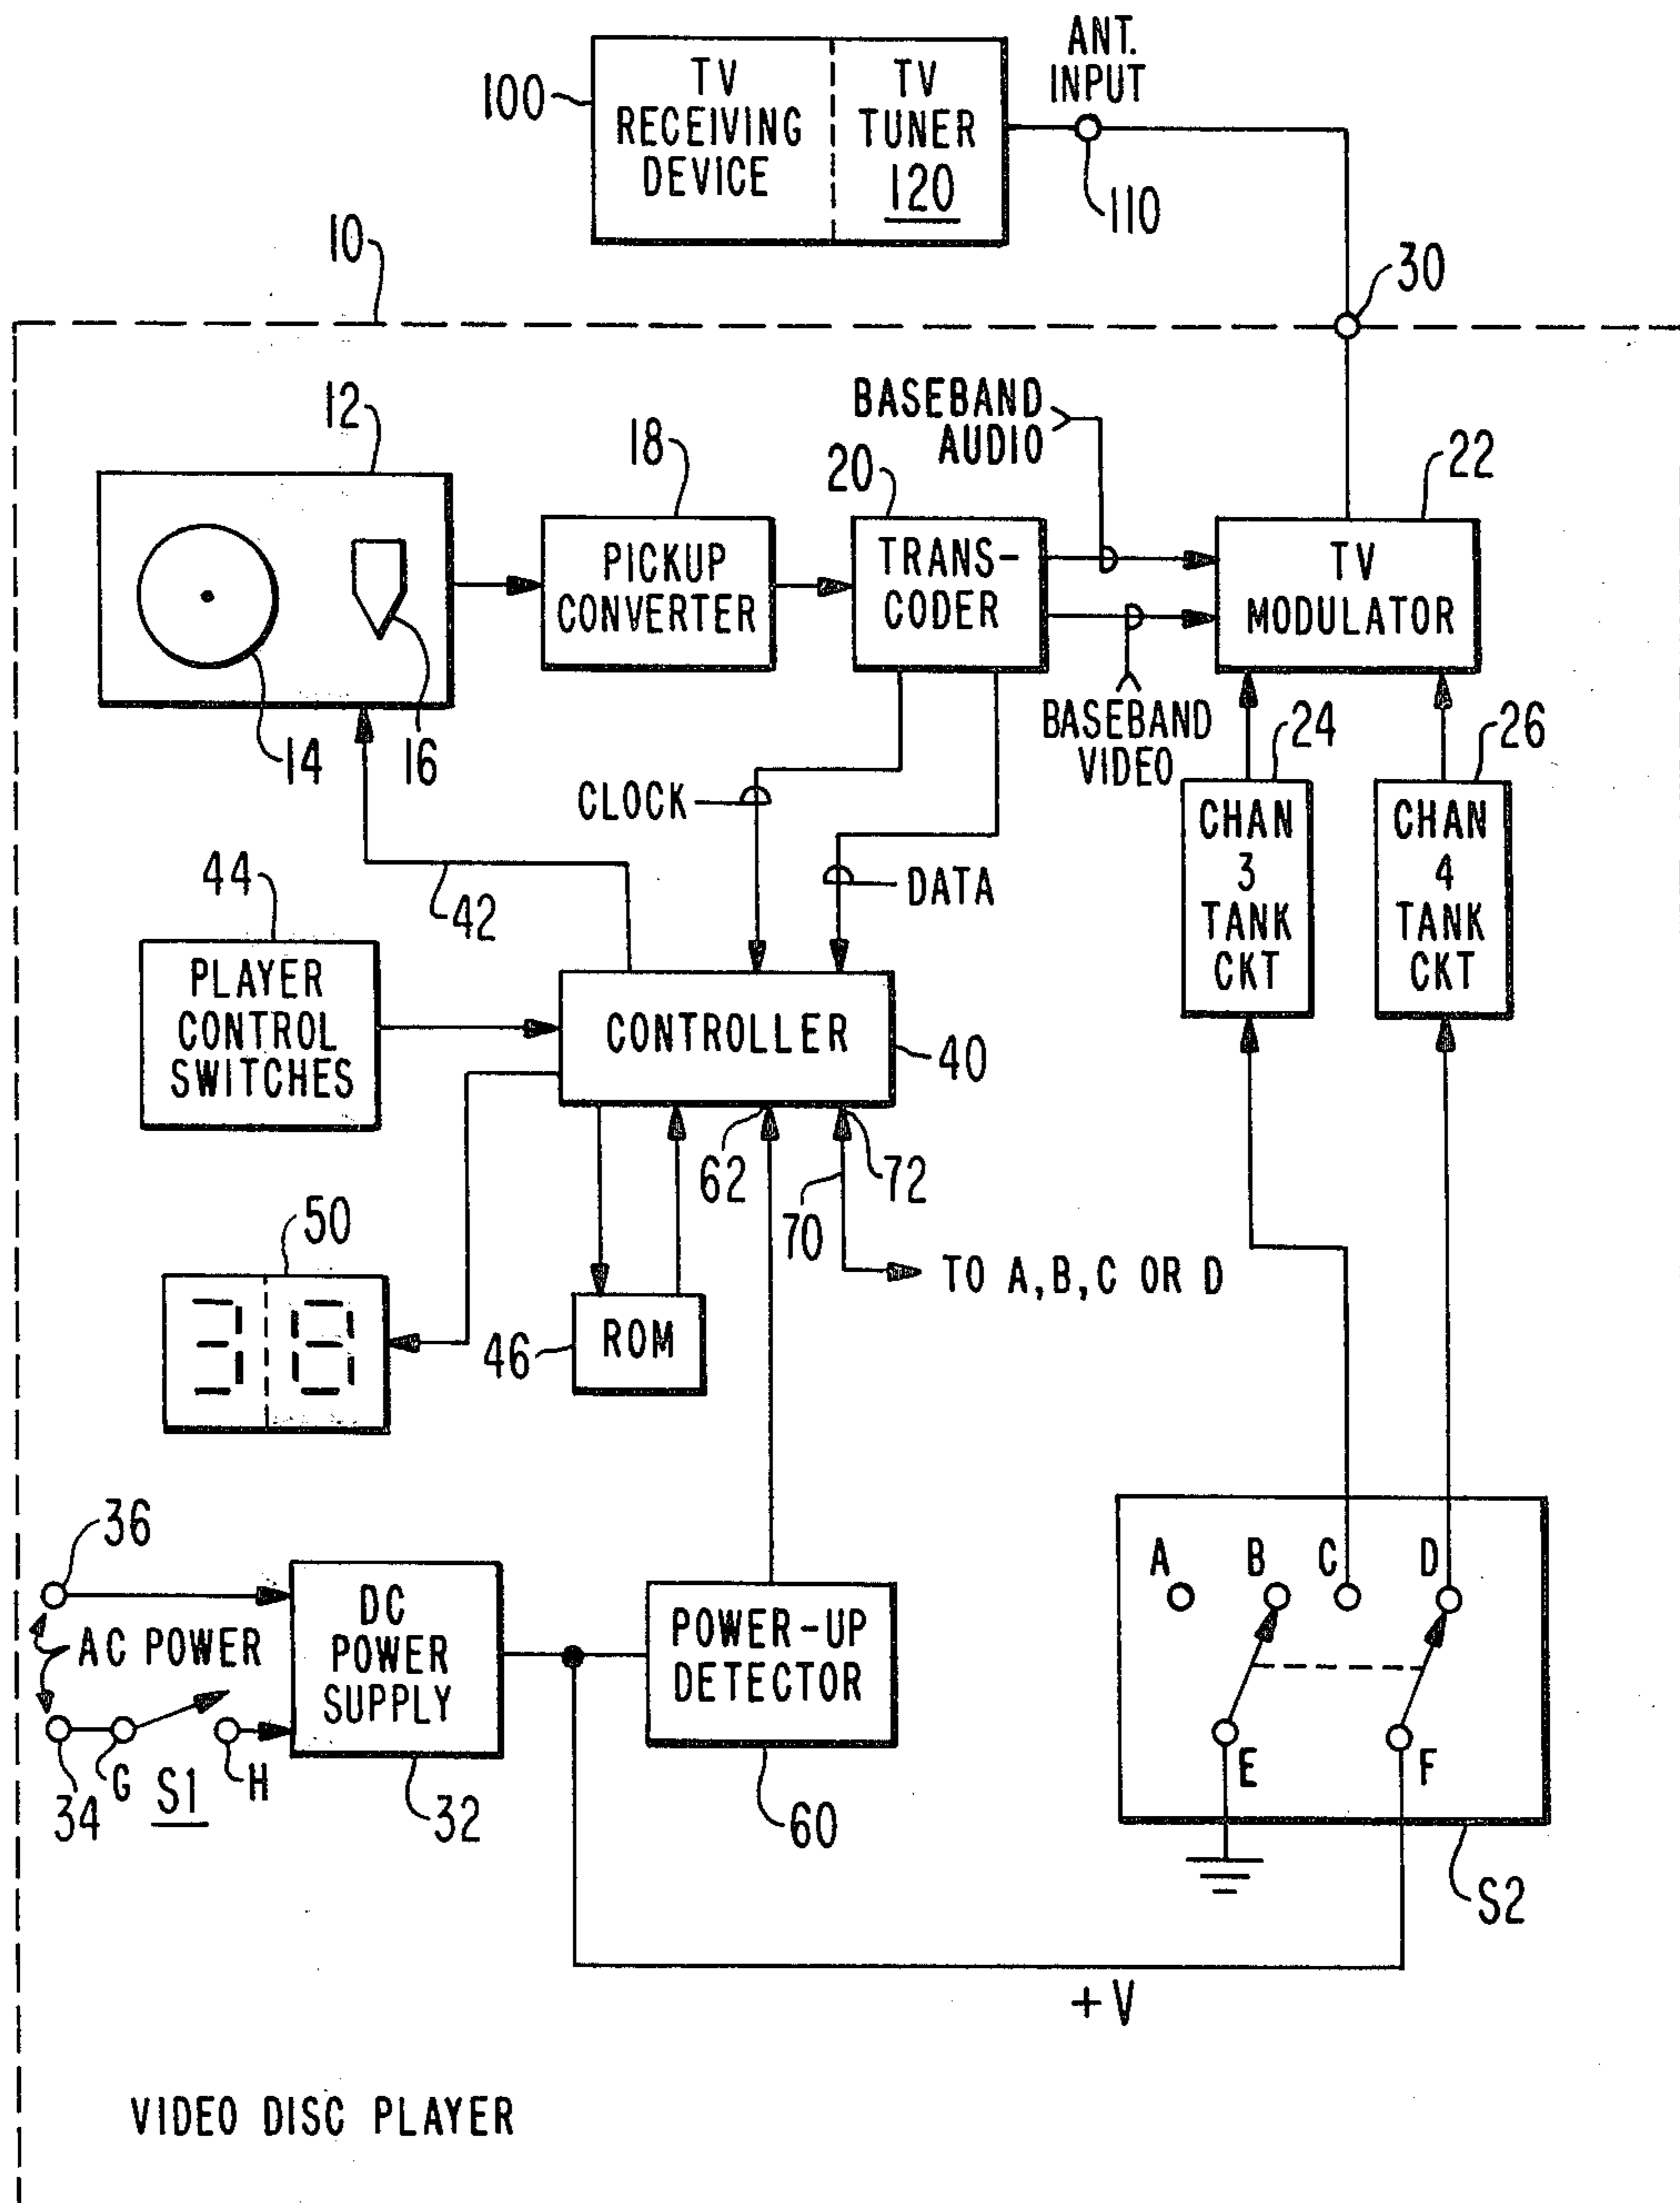 ANT.
INPUT
TV
RECEIVING
DEVICE
TV
TUNER
120
100
110
10
30
12
18
BASEBAND
AUDIO
20
22
PICKUP
CONVERTER
TRANS-
CODER
TV
MODULATOR
14
16
BASEBAND
VIDEO
24
26
CLOCK
DATA
CHAN
3
TANK
CKT
CHAN
4
TANK
CKT
44
42
PLAYER
CONTROL
SWITCHES
CONTROLLER
40
62
70
72
TO A, B, C OR D
50
38
46
ROM
36
AC POWER
34
G
S1
H
DC
POWER
SUPPLY
32
POWER-UP
DETECTOR
60
A
B
C
D
E
F
S2
+V
VIDEO DISC PLAYER